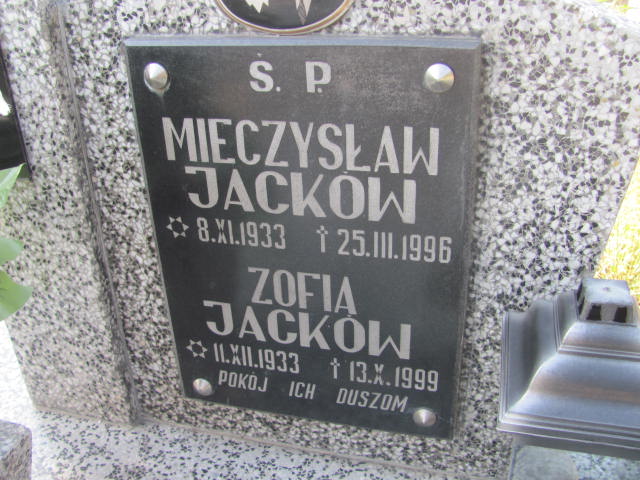 Ś. P.
MIECZYSŁAW
JACKÓW
✡ 8.XI.1933 † 25.III.1996
ZOFIA
JACKÓW
✡ 11.XII.1933 † 13.X.1999
POKÓJ ICH DUSZOM